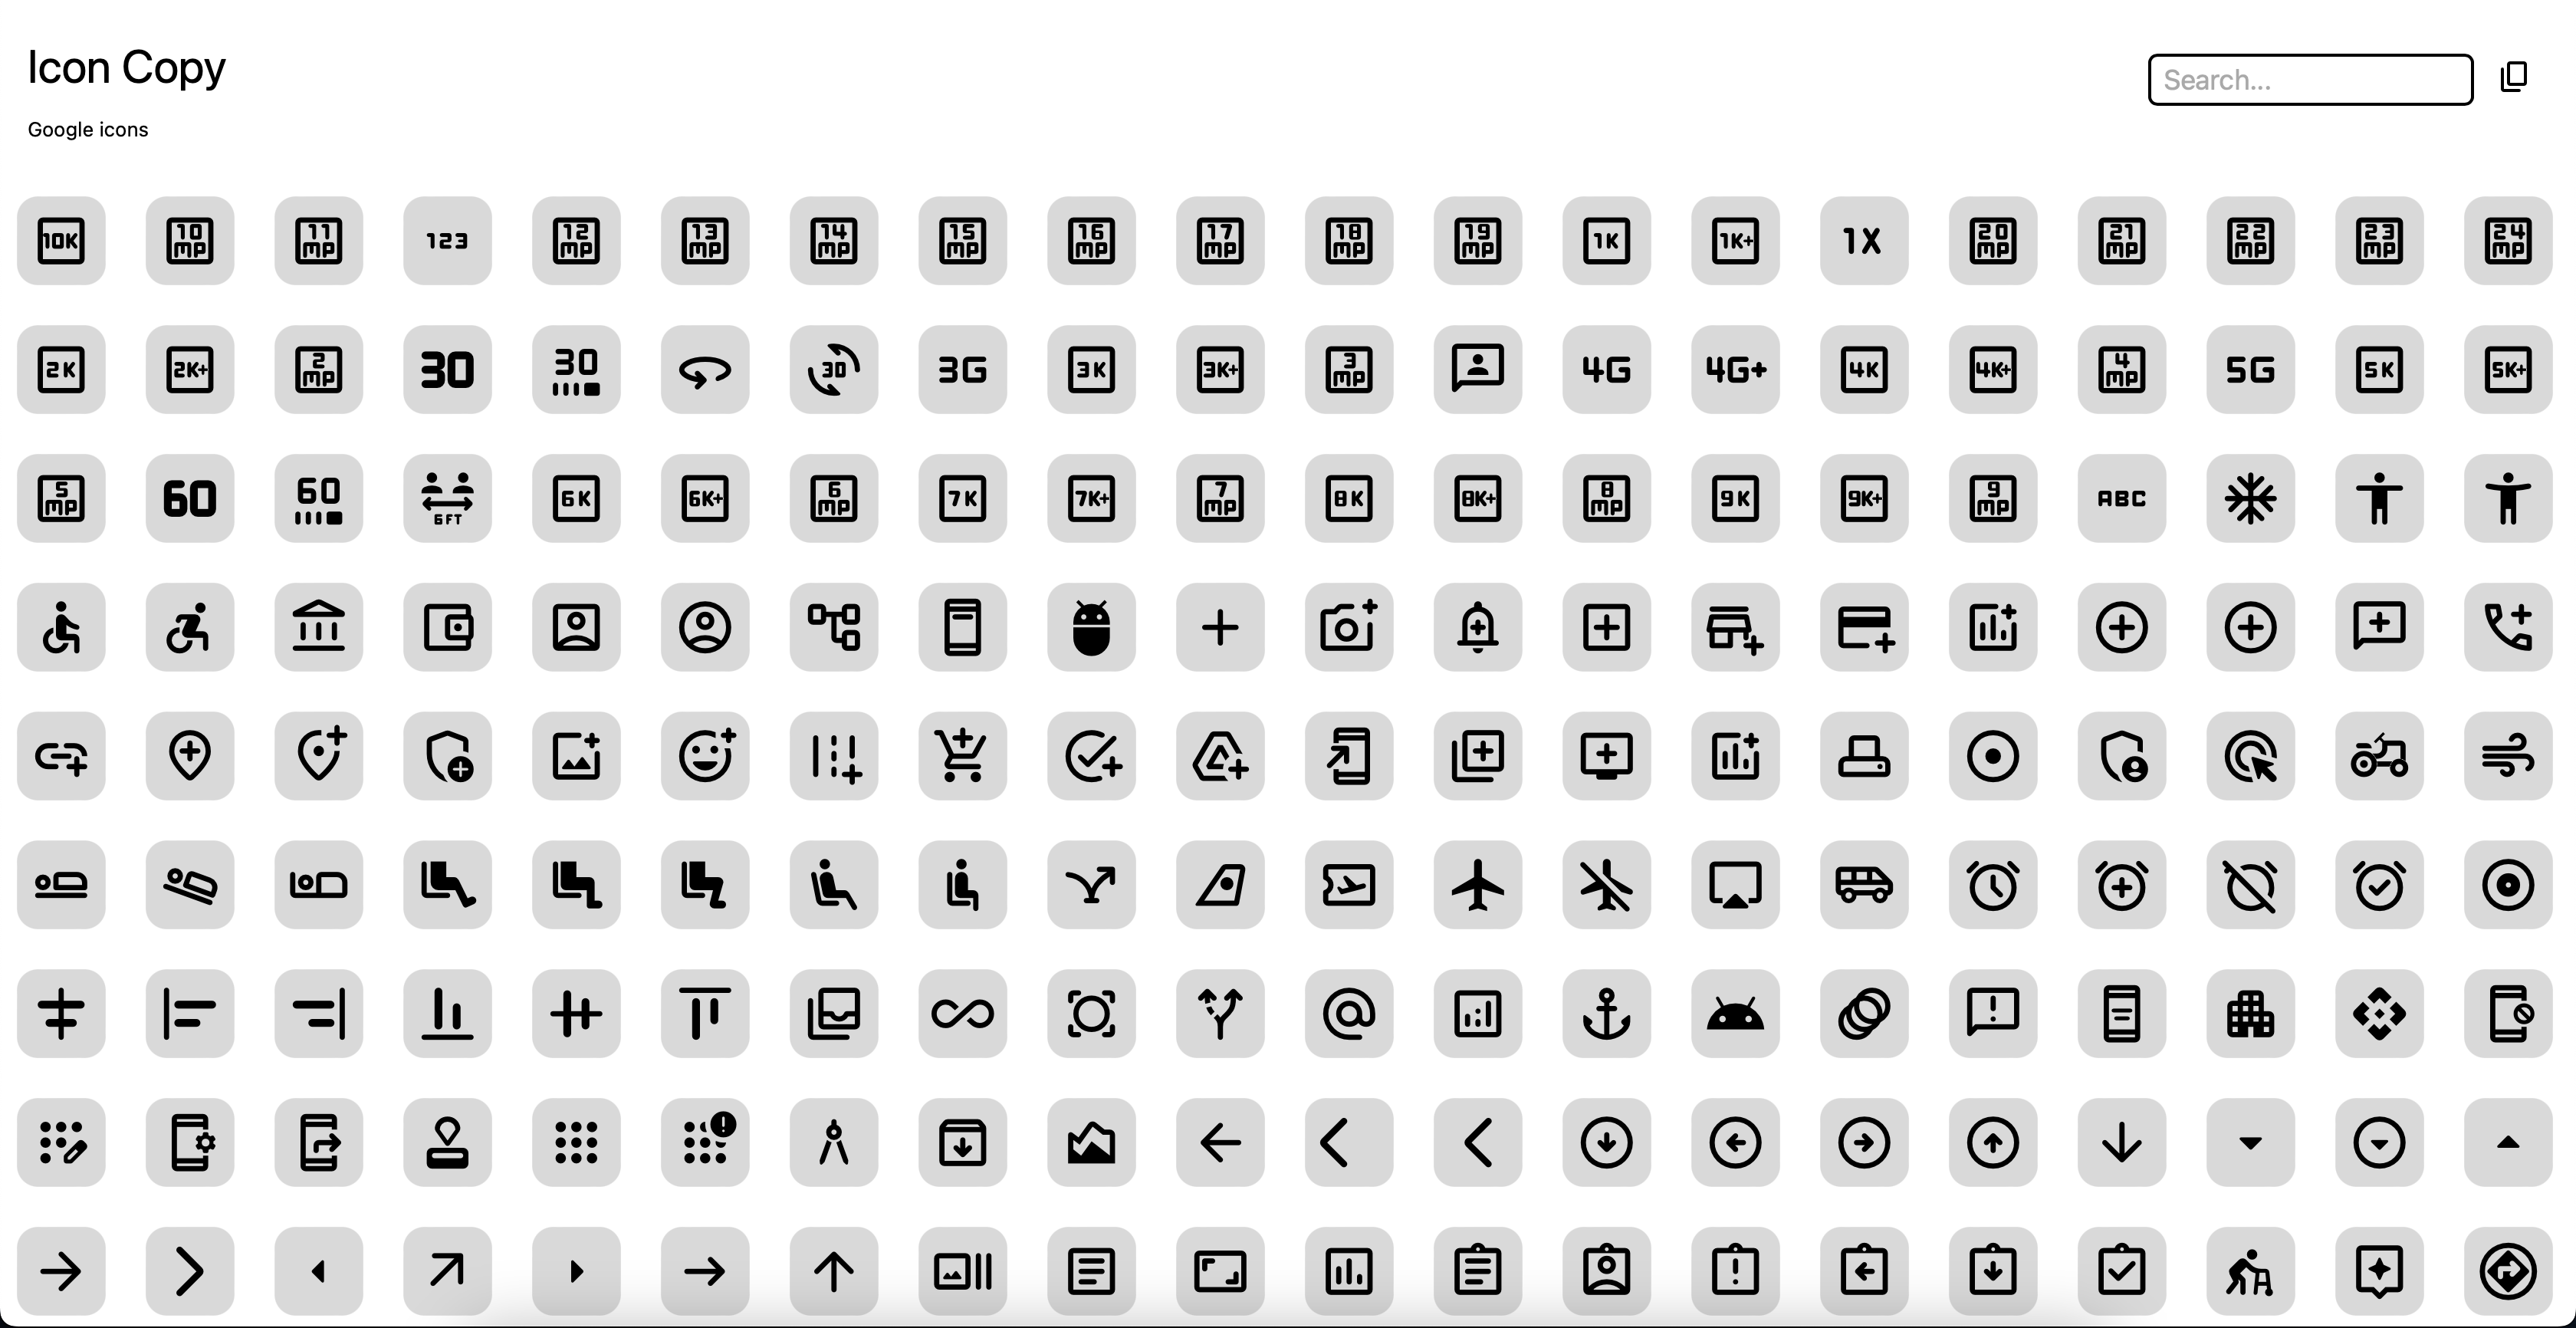 Icon Copy
Search...
Google icons
10K 10 MP 11 MP 123 12 MP 13 MP 14 MP 15 MP 16 MP 17 MP 18 MP 19 MP 1K 1K+ 1X 20 MP 21 MP 22 MP 23 MP 24 MP
2K 2K+ 2 MP 30 30 3D 3G 3K 3K+ 3 MP 4G 4G+ 4K 4K+ 4 MP 5G 5K 5K+
5 MP 60 60 6FT 6K 6K+ 6 MP 7K 7K+ 7 MP 8K 8K+ 8 MP 9K 9K+ 9 MP ABC